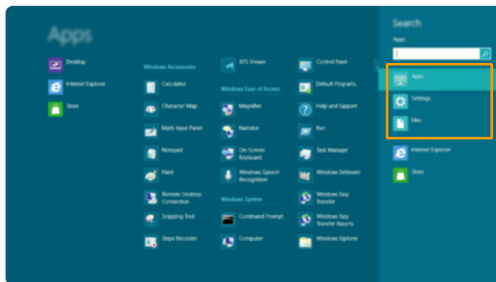 Apps
Desktop
Internet Explorer
Store
Windows Accessories
Calculator
Character Map
Math Input Panel
Notepad
Paint
Remote Desktop
Connection
Snipping Tool
Steps Recorder
XPS Viewer
Windows Ease of Access
Magnifier
Narrator
On-Screen
Keyboard
Windows Speech
Recognition
Windows System
Command Prompt
Computer
Control Panel
Default Programs
Help and Support
Run
Task Manager
Windows Defender
Windows Easy
Transfer
Windows Easy
Transfer Reports
Windows Explorer
Search
Apps
Apps
Settings
Files
Internet Explorer
Store